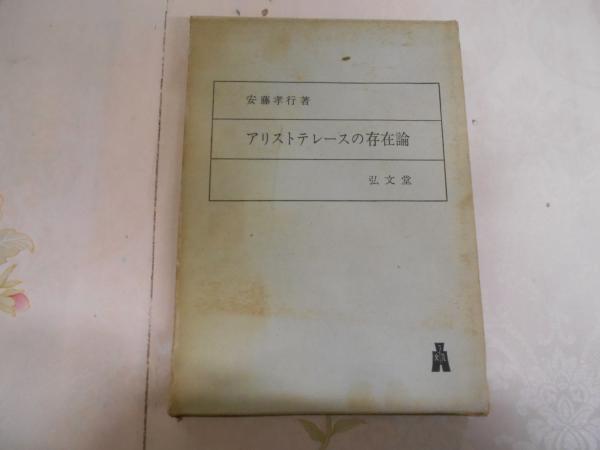 安藤孝行著
アリストテレースの存在論
弘文堂